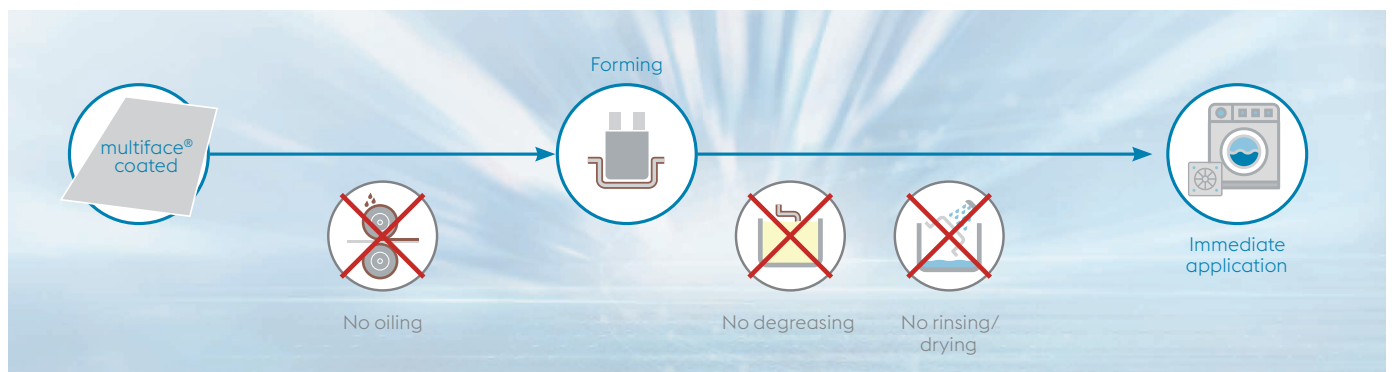 Forming
multiface®
coated
Immediate
application
No oiling
No degreasing
No rinsing/
drying